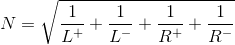 N = \sqrt{\frac{1}{L^{+}} + \frac{1}{L^{-}} + \frac{1}{R^{+}} + \frac{1}{R^{-}}}